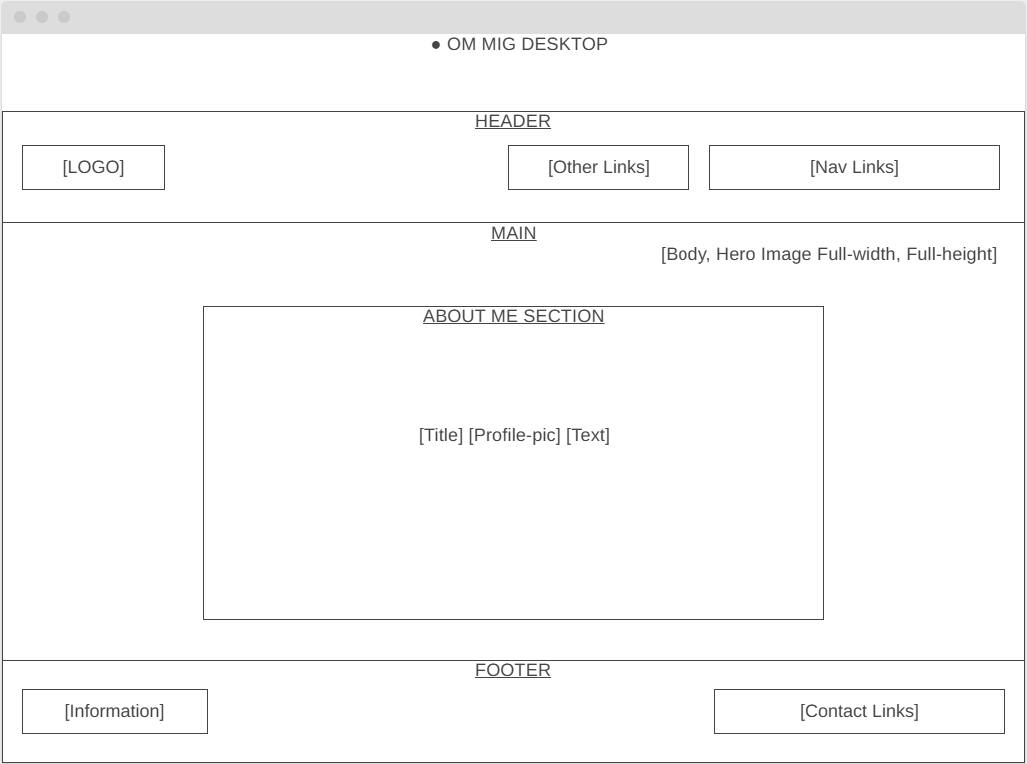 ● OM MIG DESKTOP
HEADER
[LOGO]
[Other Links]
[Nav Links]
MAIN
[Body, Hero Image Full-width, Full-height]
ABOUT ME SECTION
[Title] [Profile-pic] [Text]
FOOTER
[Information]
[Contact Links]